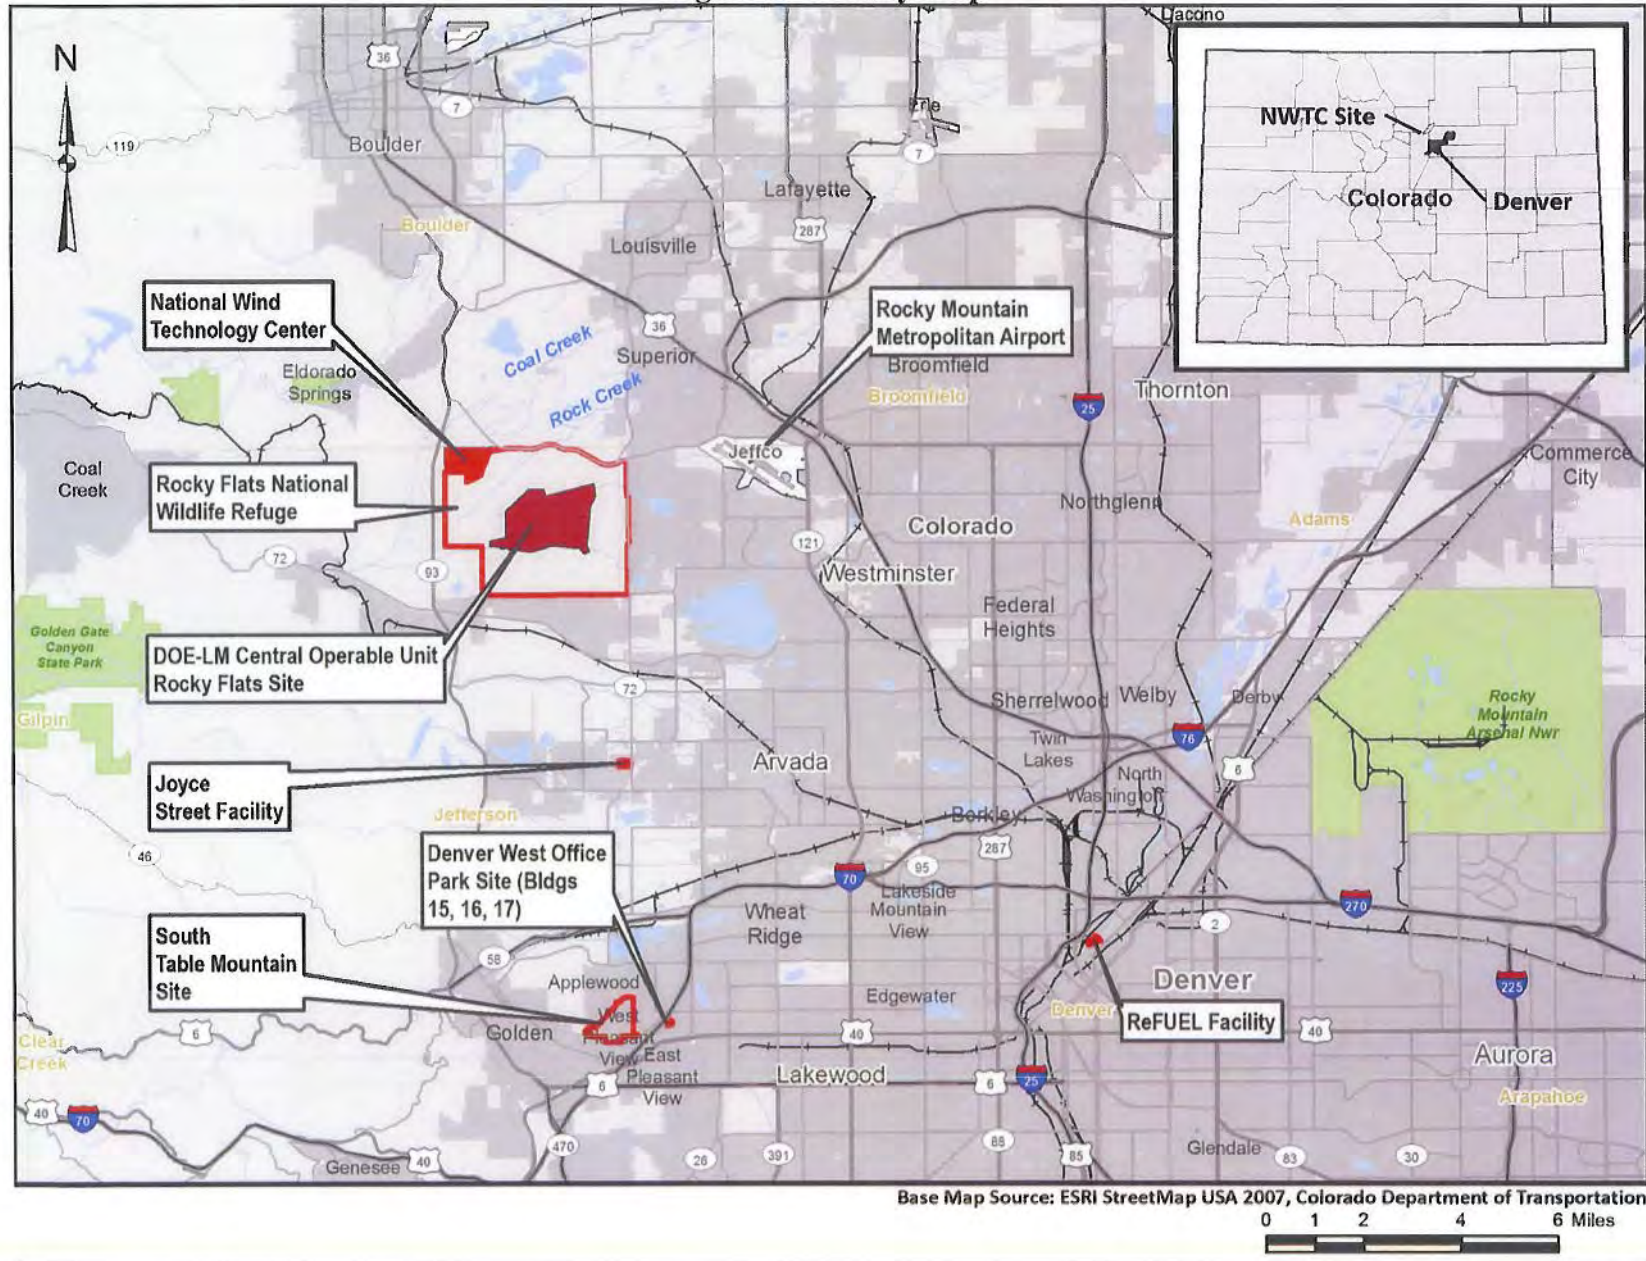 Dacono
N
36
7
119
Boulder
Erie
7
Lafayette
287
Boulder
Louisville
NWTC Site
Colorado
Denver
National Wind
Technology Center
Rocky Mountain
Metropolitan Airport
36
Coal Creek
Superior
Rock Creek
Broomfield
Broomfield
Eldorado
Springs
Thornton
25
Jeffco
Coal
Creek
Commerce
City
Rocky Flats National
Wildlife Refuge
Northglenn
Colorado
Adams
121
72
93
Westminster
Federal
Heights
Golden Gate
Canyon
State Park
DOE-LM Central Operable Unit
Rocky Flats Site
72
Sherrelwood
Welby
Derby
Rocky
Mountain
Arsenal Nwr
Gilpin
76
Twin
Lakes
6
Arvada
North
Washington
Joyce
Street Facility
Jefferson
Berkley
46
287
Denver West Office
Park Site (Bldgs
15, 16, 17)
95
70
Lakeside
Mountain
View
270
Wheat
Ridge
2
South
Table Mountain
Site
58
Applewood
Denver
225
Edgewater
Denver
ReFUEL Facility
West
Pleasant
View
Golden
6
40
40
Clear
Creek
East
Pleasant
View
Aurora
6
Lakewood
6
25
Arapahoe
40
70
470
88
Glendale
Genesee
40
26
391
85
83
30
Base Map Source: ESRI StreetMap USA 2007, Colorado Department of Transportation
0 1 2 4 6 Miles